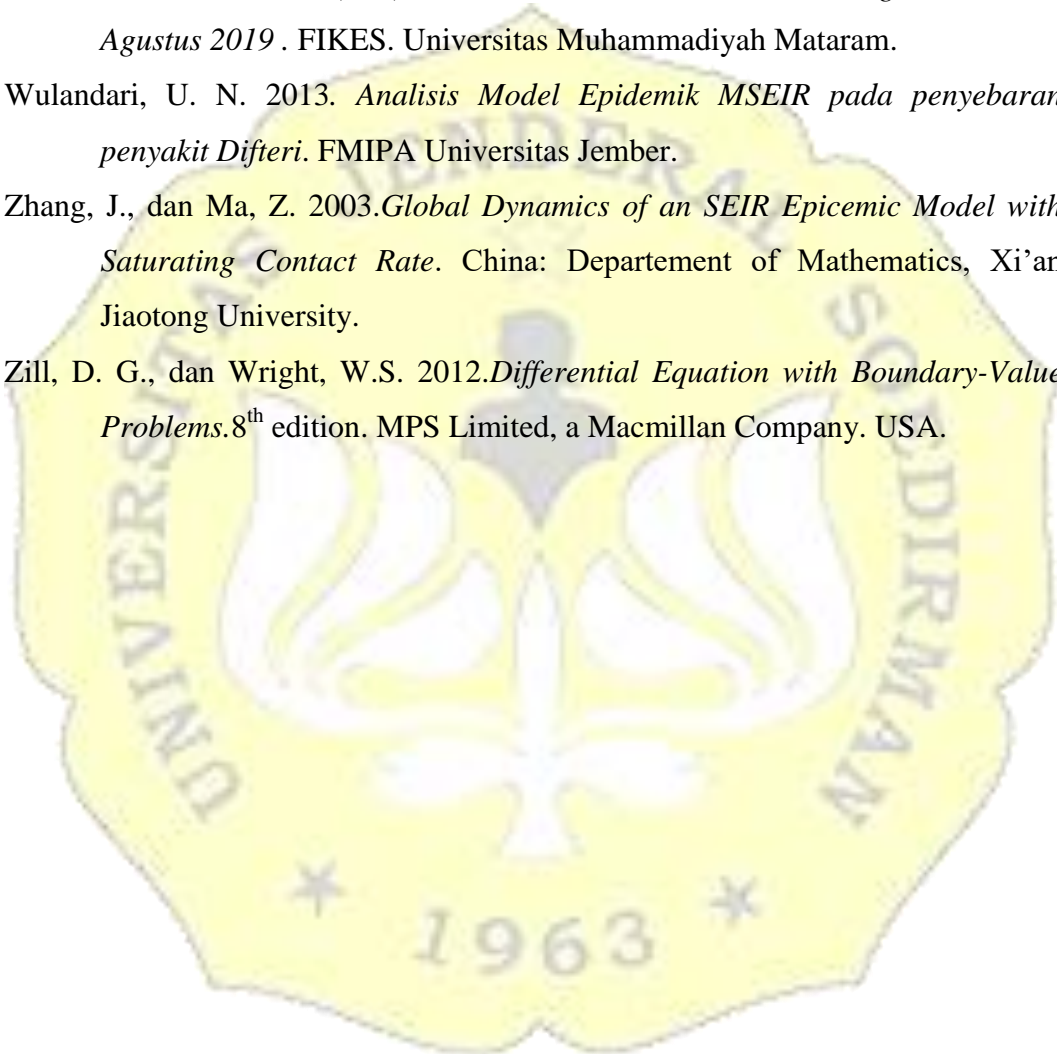 Agustus 2019 . FIKES. Universitas Muhammadiyah Mataram.
Wulandari, U. N. 2013. Analisis Model Epidemik MSEIR pada penyebaran
penyakit Difteri. FMIPA Universitas Jember.
Zhang, J., dan Ma, Z. 2003.Global Dynamics of an SEIR Epicemic Model with
Saturating Contact Rate. China: Departement of Mathematics, Xi’an
Jiaotong University.
Zill, D. G., dan Wright, W.S. 2012.Differential Equation with Boundary-Value
Problems.8th edition. MPS Limited, a Macmillan Company. USA.
UNIVERSITAS JENDERAL SOEDIRMAN
1963